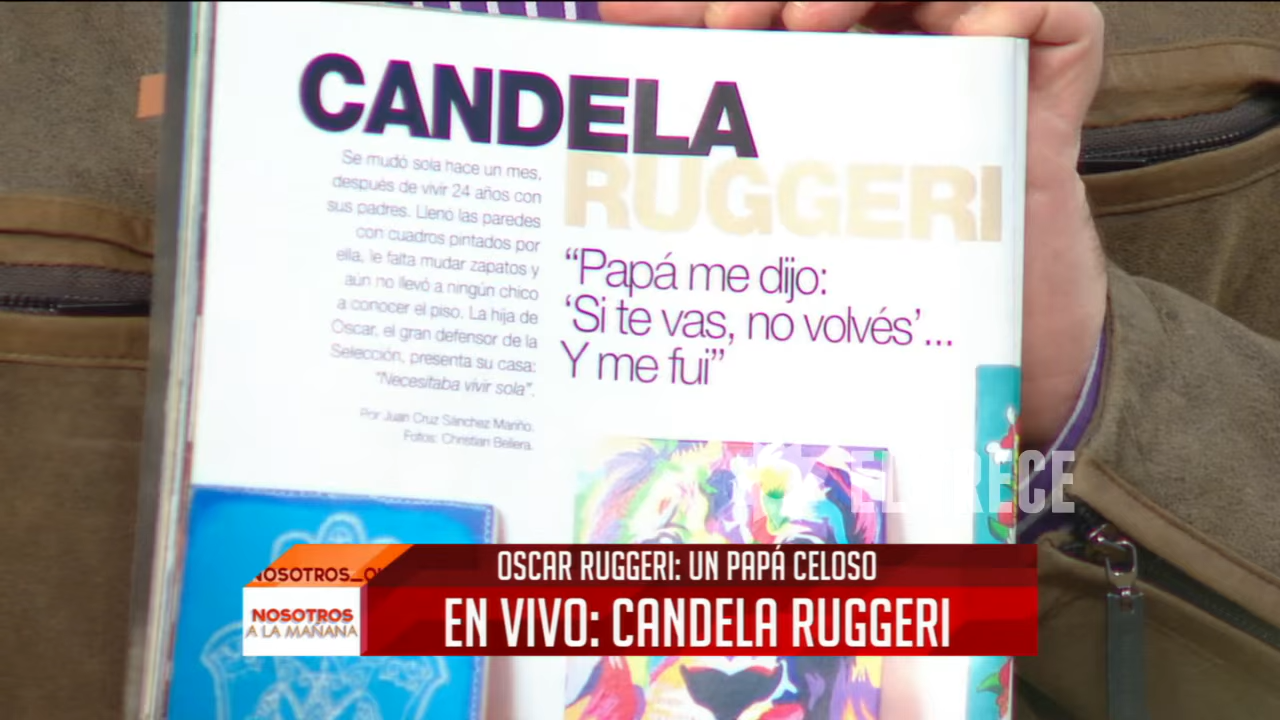 CANDELA
RUGGERI
Se mudó sola hace un mes,
después de vivir 24 años con
sus padres. Llenó las paredes
con cuadros pintados por
ella, le falta mudar zapatos y
aún no llevó a ningún chico
a conocer el piso. La hija de
Oscar, el gran defensor de la
Selección, presenta su casa:
"Necesitaba vivir sola".
Por Juan Cruz Sánchez Mariño.
Fotos: Christian Beliera.
“Papá me dijo:
‘Si te vas, no volvés’...
Y me fui”
EL TRECE
NOSOTROS_O
OSCAR RUGGERI: UN PAPÁ CELOSO
NOSOTROS
A LA MAÑANA
EN VIVO: CANDELA RUGGERI